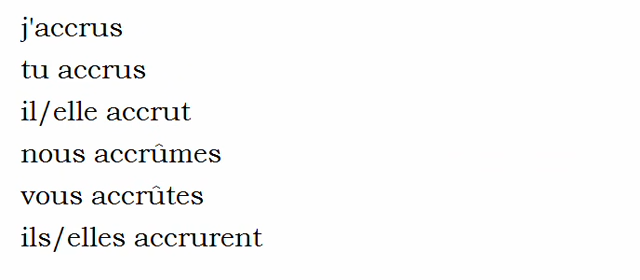 j'accrus
tu accrus
il/elle accrut
nous accrûmes
vous accrûtes
ils/elles accrurent